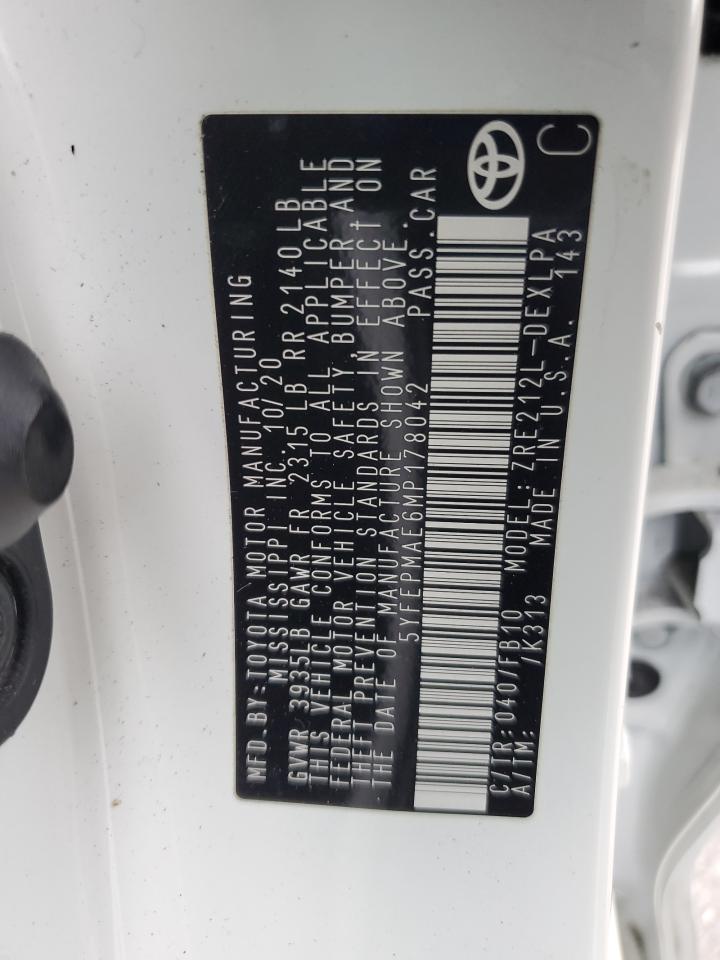 MFD. BY: TOYOTA MOTOR MANUFACTURING
MISSISSIPPI INC. 10/20
GVWR 3935LB GAWR FR 2315 LB RR 2140 LB
THIS VEHICLE CONFORMS TO ALL APPLICABLE
FEDERAL MOTOR VEHICLE SAFETY, BUMPER, AND
THEFT PREVENTION STANDARDS IN EFFECT ON
THE DATE OF MANUFACTURE SHOWN ABOVE.
5YFEPMAE6MP178042 PASS. CAR
C/TR: 040/FB10 MODEL: ZRE212L-DEXLPA
A/TM: /K313 MADE IN U.S.A. 143
C